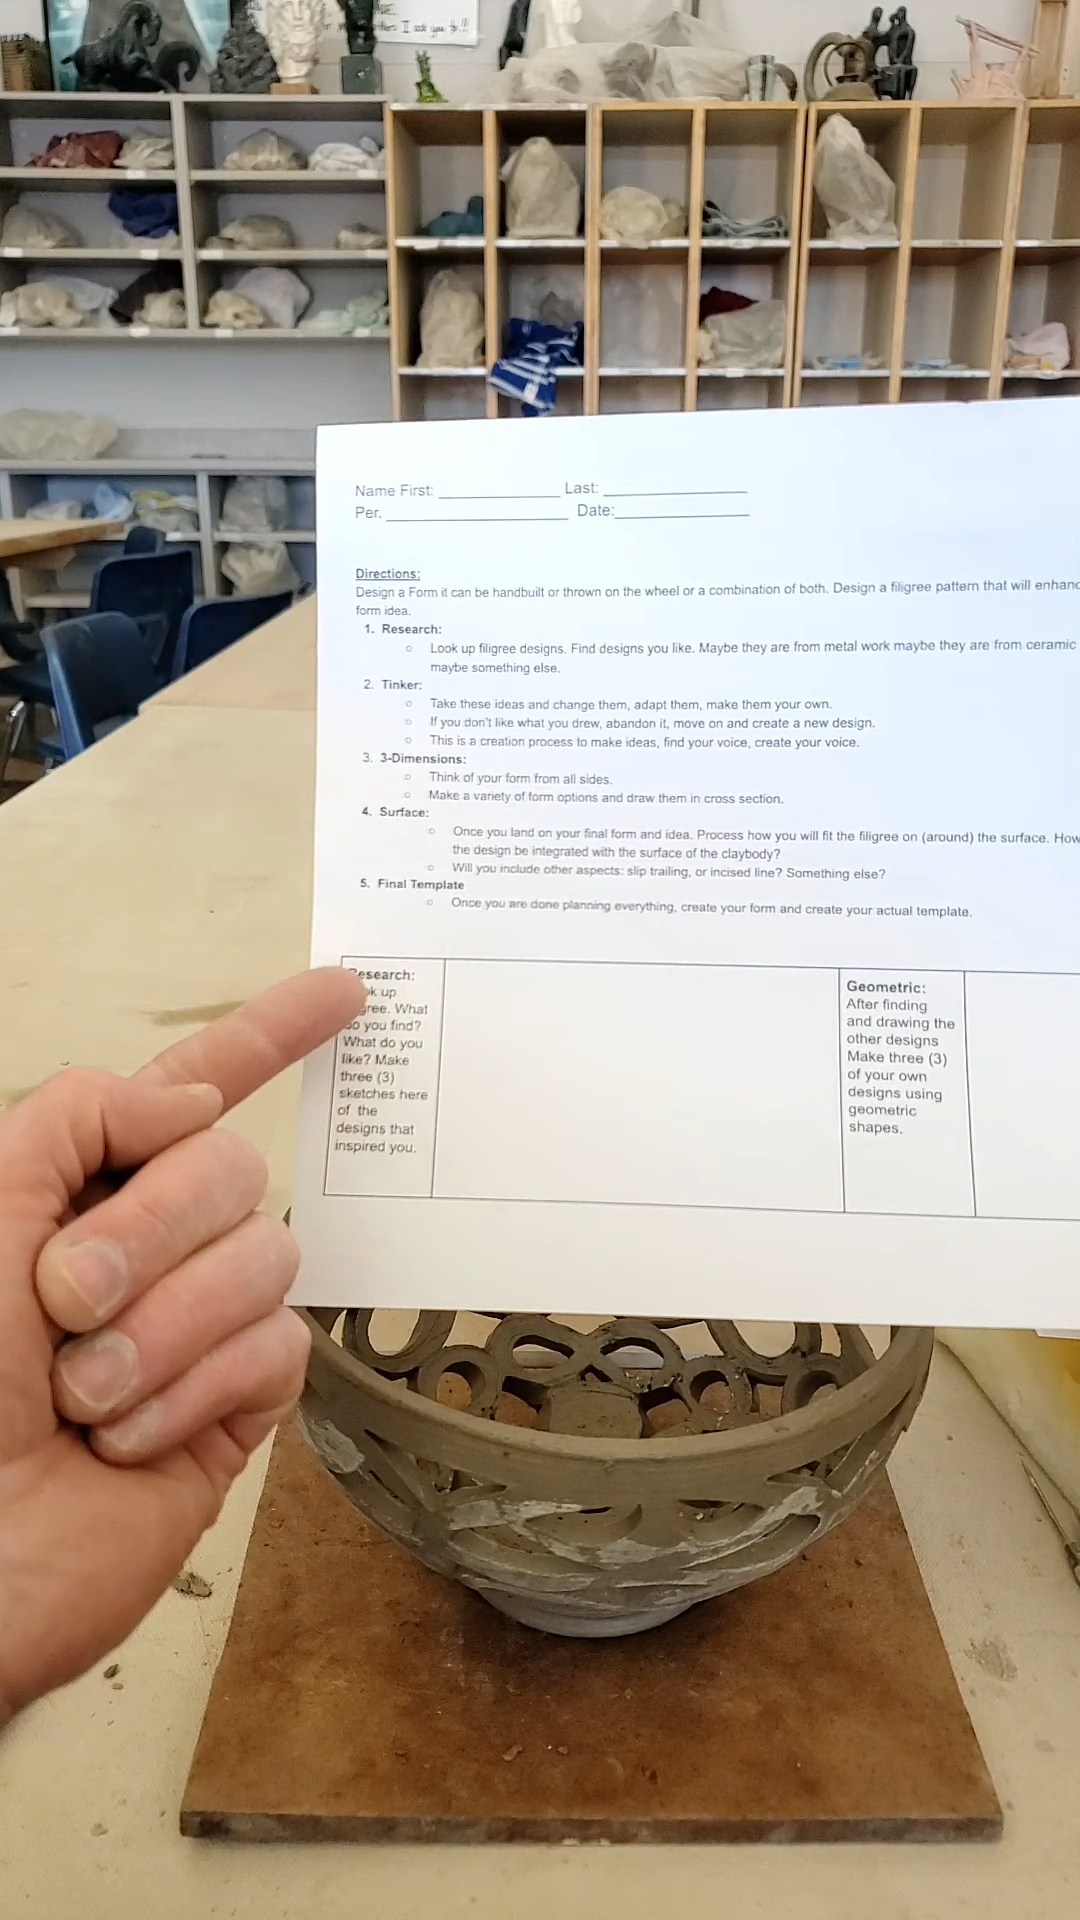 I ask you to!!!
Name First: ____________ Last: ______________
Per. __________________ Date:______________
Directions:
Design a Form it can be handbuilt or thrown on the wheel or a combination of both. Design a filigree pattern that will
form idea.
1. Research:
○ Look up filigree designs. Find designs you like. Maybe they are from metal work maybe they are from ceramic
maybe something else.
2. Tinker:
○ Take these ideas and change them, adapt them, make them your own.
○ If you don't like what you drew, abandon it, move on and create a new design.
○ This is a creation process to make ideas, find your voice, create your voice.
3. 3-Dimensions:
○ Think of your form from all sides.
○ Make a variety of form options and draw them in cross section.
4. Surface:
○ Once you land on your final form and idea. Process how you will fit the filigree on (around) the surface. How
the design be integrated with the surface of the claybody?
○ Will you include other aspects: slip trailing, or incised line? Something else?
5. Final Template
○ Once you are done planning everything, create your form and create your actual template.
Research:
up
What
do you find?
What do you
like? Make
three (3)
sketches here
of the
designs that
inspired you.
Geometric:
After finding
and drawing the
other designs
Make three (3)
of your own
designs using
geometric
shapes.